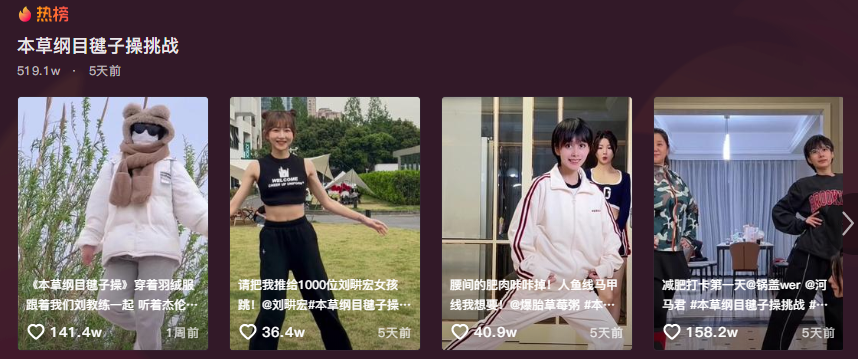 热榜
本草纲目毽子操挑战
519.1w · 5天前
WELCOME
GROOVY
《本草纲目毽子操》穿着羽绒服
跟着我们刘教练一起 听着杰伦…
141.4w 1周前
请把我推给1000位刘畊宏女孩
跳！@刘畊宏#本草纲目毽子操…
36.4w 5天前
腰间的肥肉咔咔掉！人鱼线马甲
线我想要！@爆胎草莓粥 #本…
40.9w 5天前
减肥打卡第一天@锅盖wer @河
马君 #本草纲目毽子操挑战 #…
158.2w 5天前